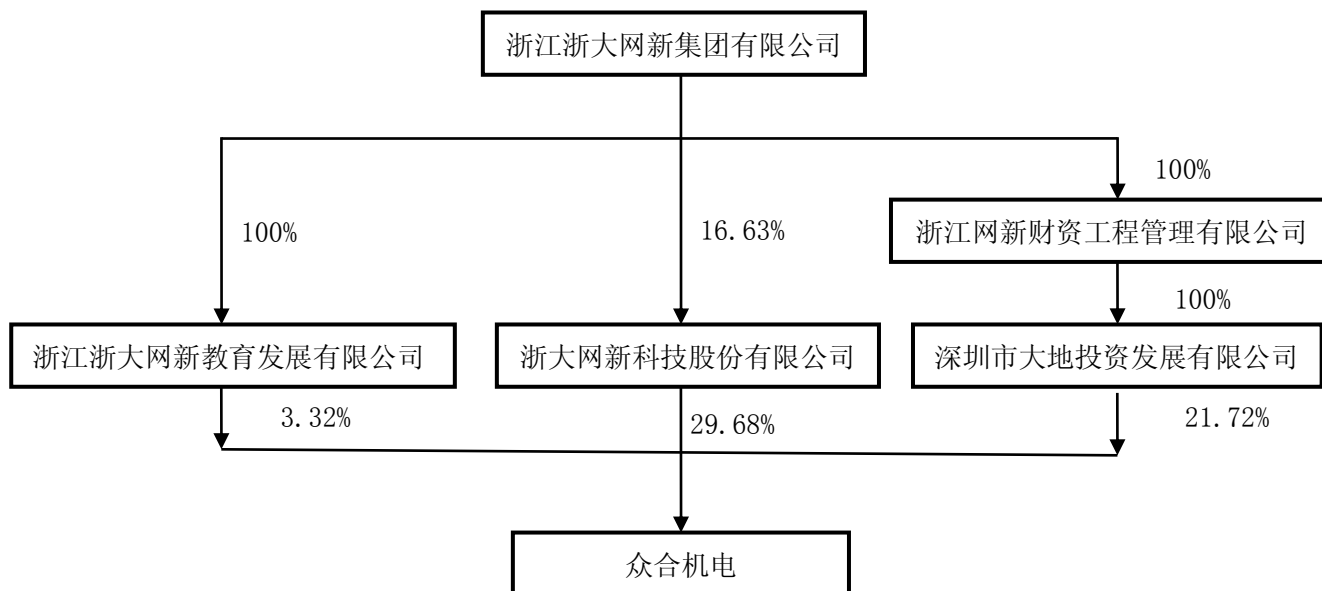 浙江浙大网新集团有限公司
100%
100%
16.63%
浙江网新财资工程管理有限公司
100%
浙江浙大网新教育发展有限公司
浙大网新科技股份有限公司
深圳市大地投资发展有限公司
3.32%
29.68%
21.72%
众合机电